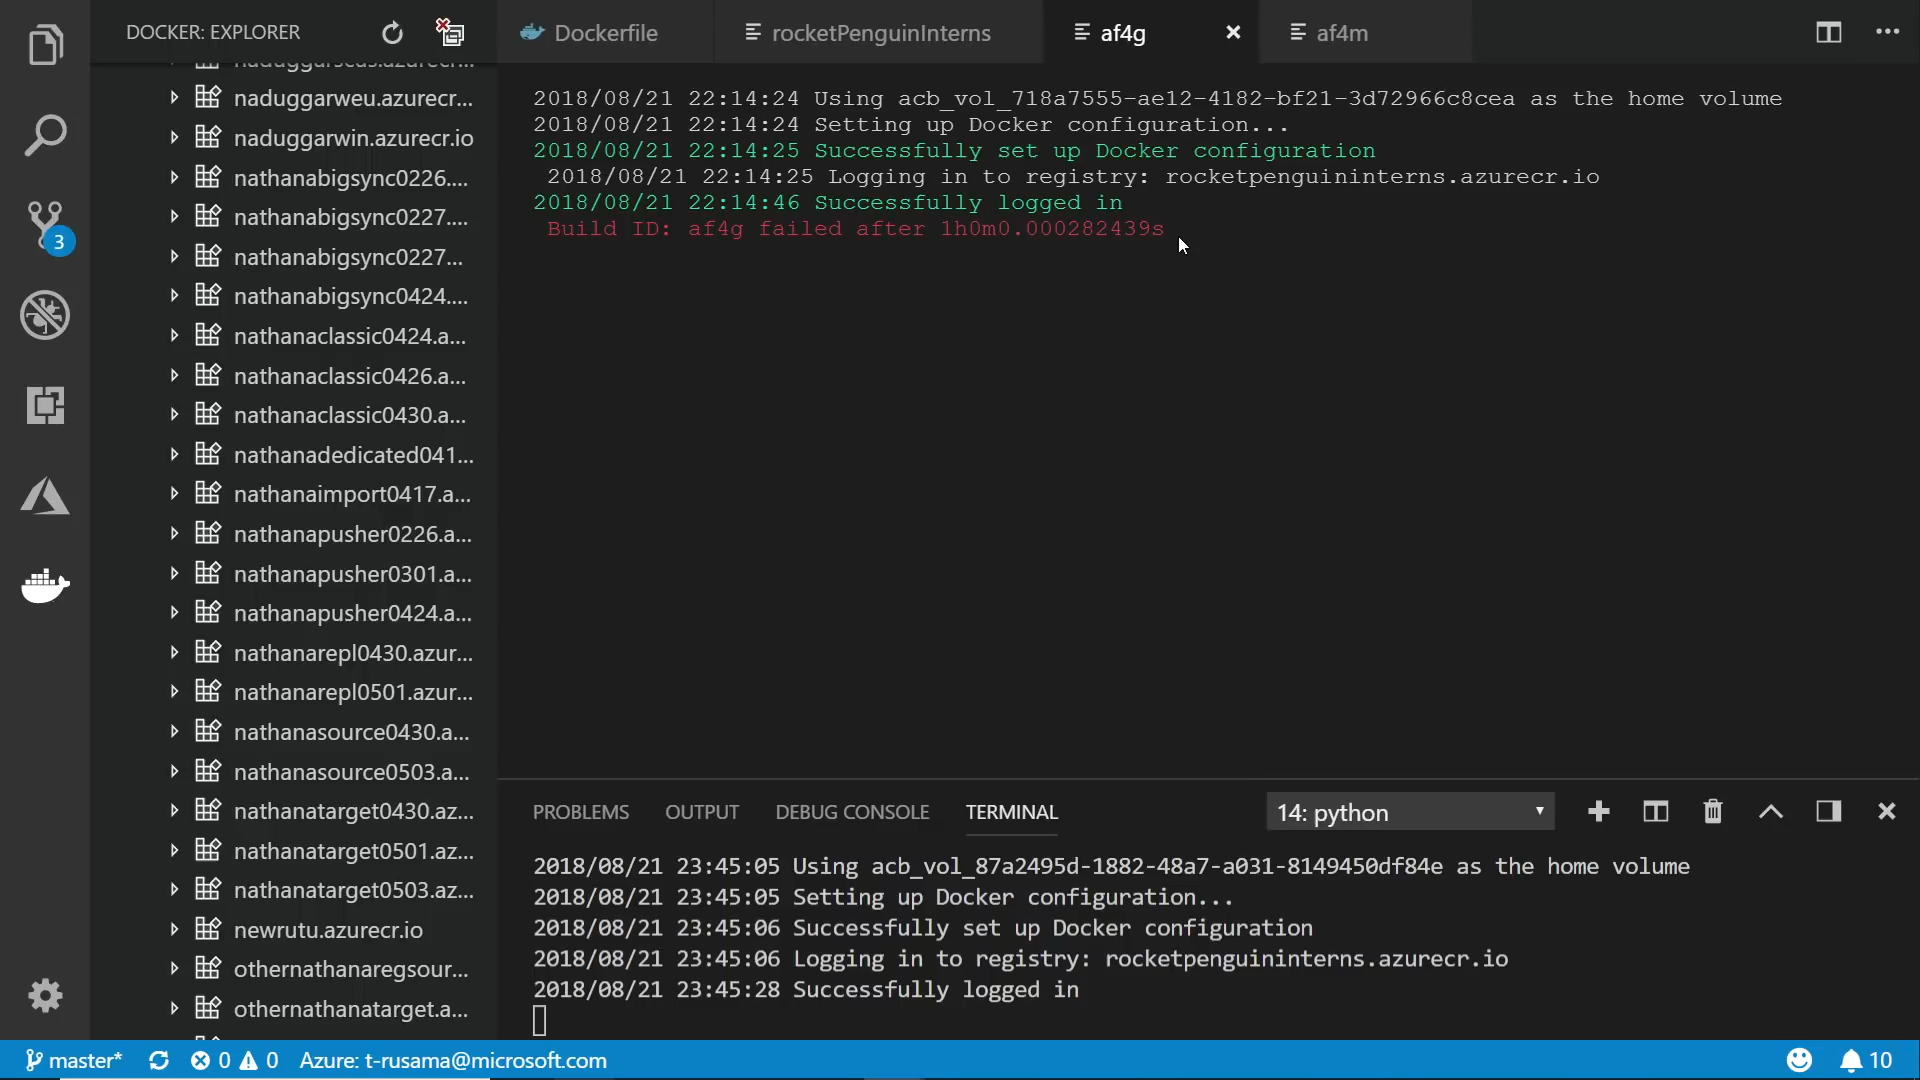 DOCKER: EXPLORER
Dockerfile
rocketPenguinInterns
af4g
af4m
naduggarweu.azurecr...
naduggarwin.azurecr.io
nathanabigsync0226....
nathanabigsync0227....
nathanabigsync0227...
nathanabigsync0424....
nathanaclassic0424.a...
nathanaclassic0426.a...
nathanaclassic0430.a...
nathanadedicated041...
nathanaimport0417.a...
nathanapusher0226.a...
nathanapusher0301.a...
nathanapusher0424.a...
nathanarepl0430.azur...
nathanarepl0501.azur...
nathanasource0430.a...
nathanasource0503.a...
nathanatarget0430.az...
nathanatarget0501.az...
nathanatarget0503.az...
newrutu.azurecr.io
othernathanaregsour...
othernathanatarget.a...
3
2018/08/21 22:14:24 Using acb_vol_718a7555-ae12-4182-bf21-3d72966c8cea as the home volume
2018/08/21 22:14:24 Setting up Docker configuration...
2018/08/21 22:14:25 Successfully set up Docker configuration
2018/08/21 22:14:25 Logging in to registry: rocketpenguininterns.azurecr.io
2018/08/21 22:14:46 Successfully logged in
Build ID: af4g failed after 1h0m0.000282439s
PROBLEMS
OUTPUT
DEBUG CONSOLE
TERMINAL
14: python
2018/08/21 23:45:05 Using acb_vol_87a2495d-1882-48a7-a031-8149450df84e as the home volume
2018/08/21 23:45:05 Setting up Docker configuration...
2018/08/21 23:45:06 Successfully set up Docker configuration
2018/08/21 23:45:06 Logging in to registry: rocketpenguininterns.azurecr.io
2018/08/21 23:45:28 Successfully logged in
master*
0
0
Azure: t-rusama@microsoft.com
10